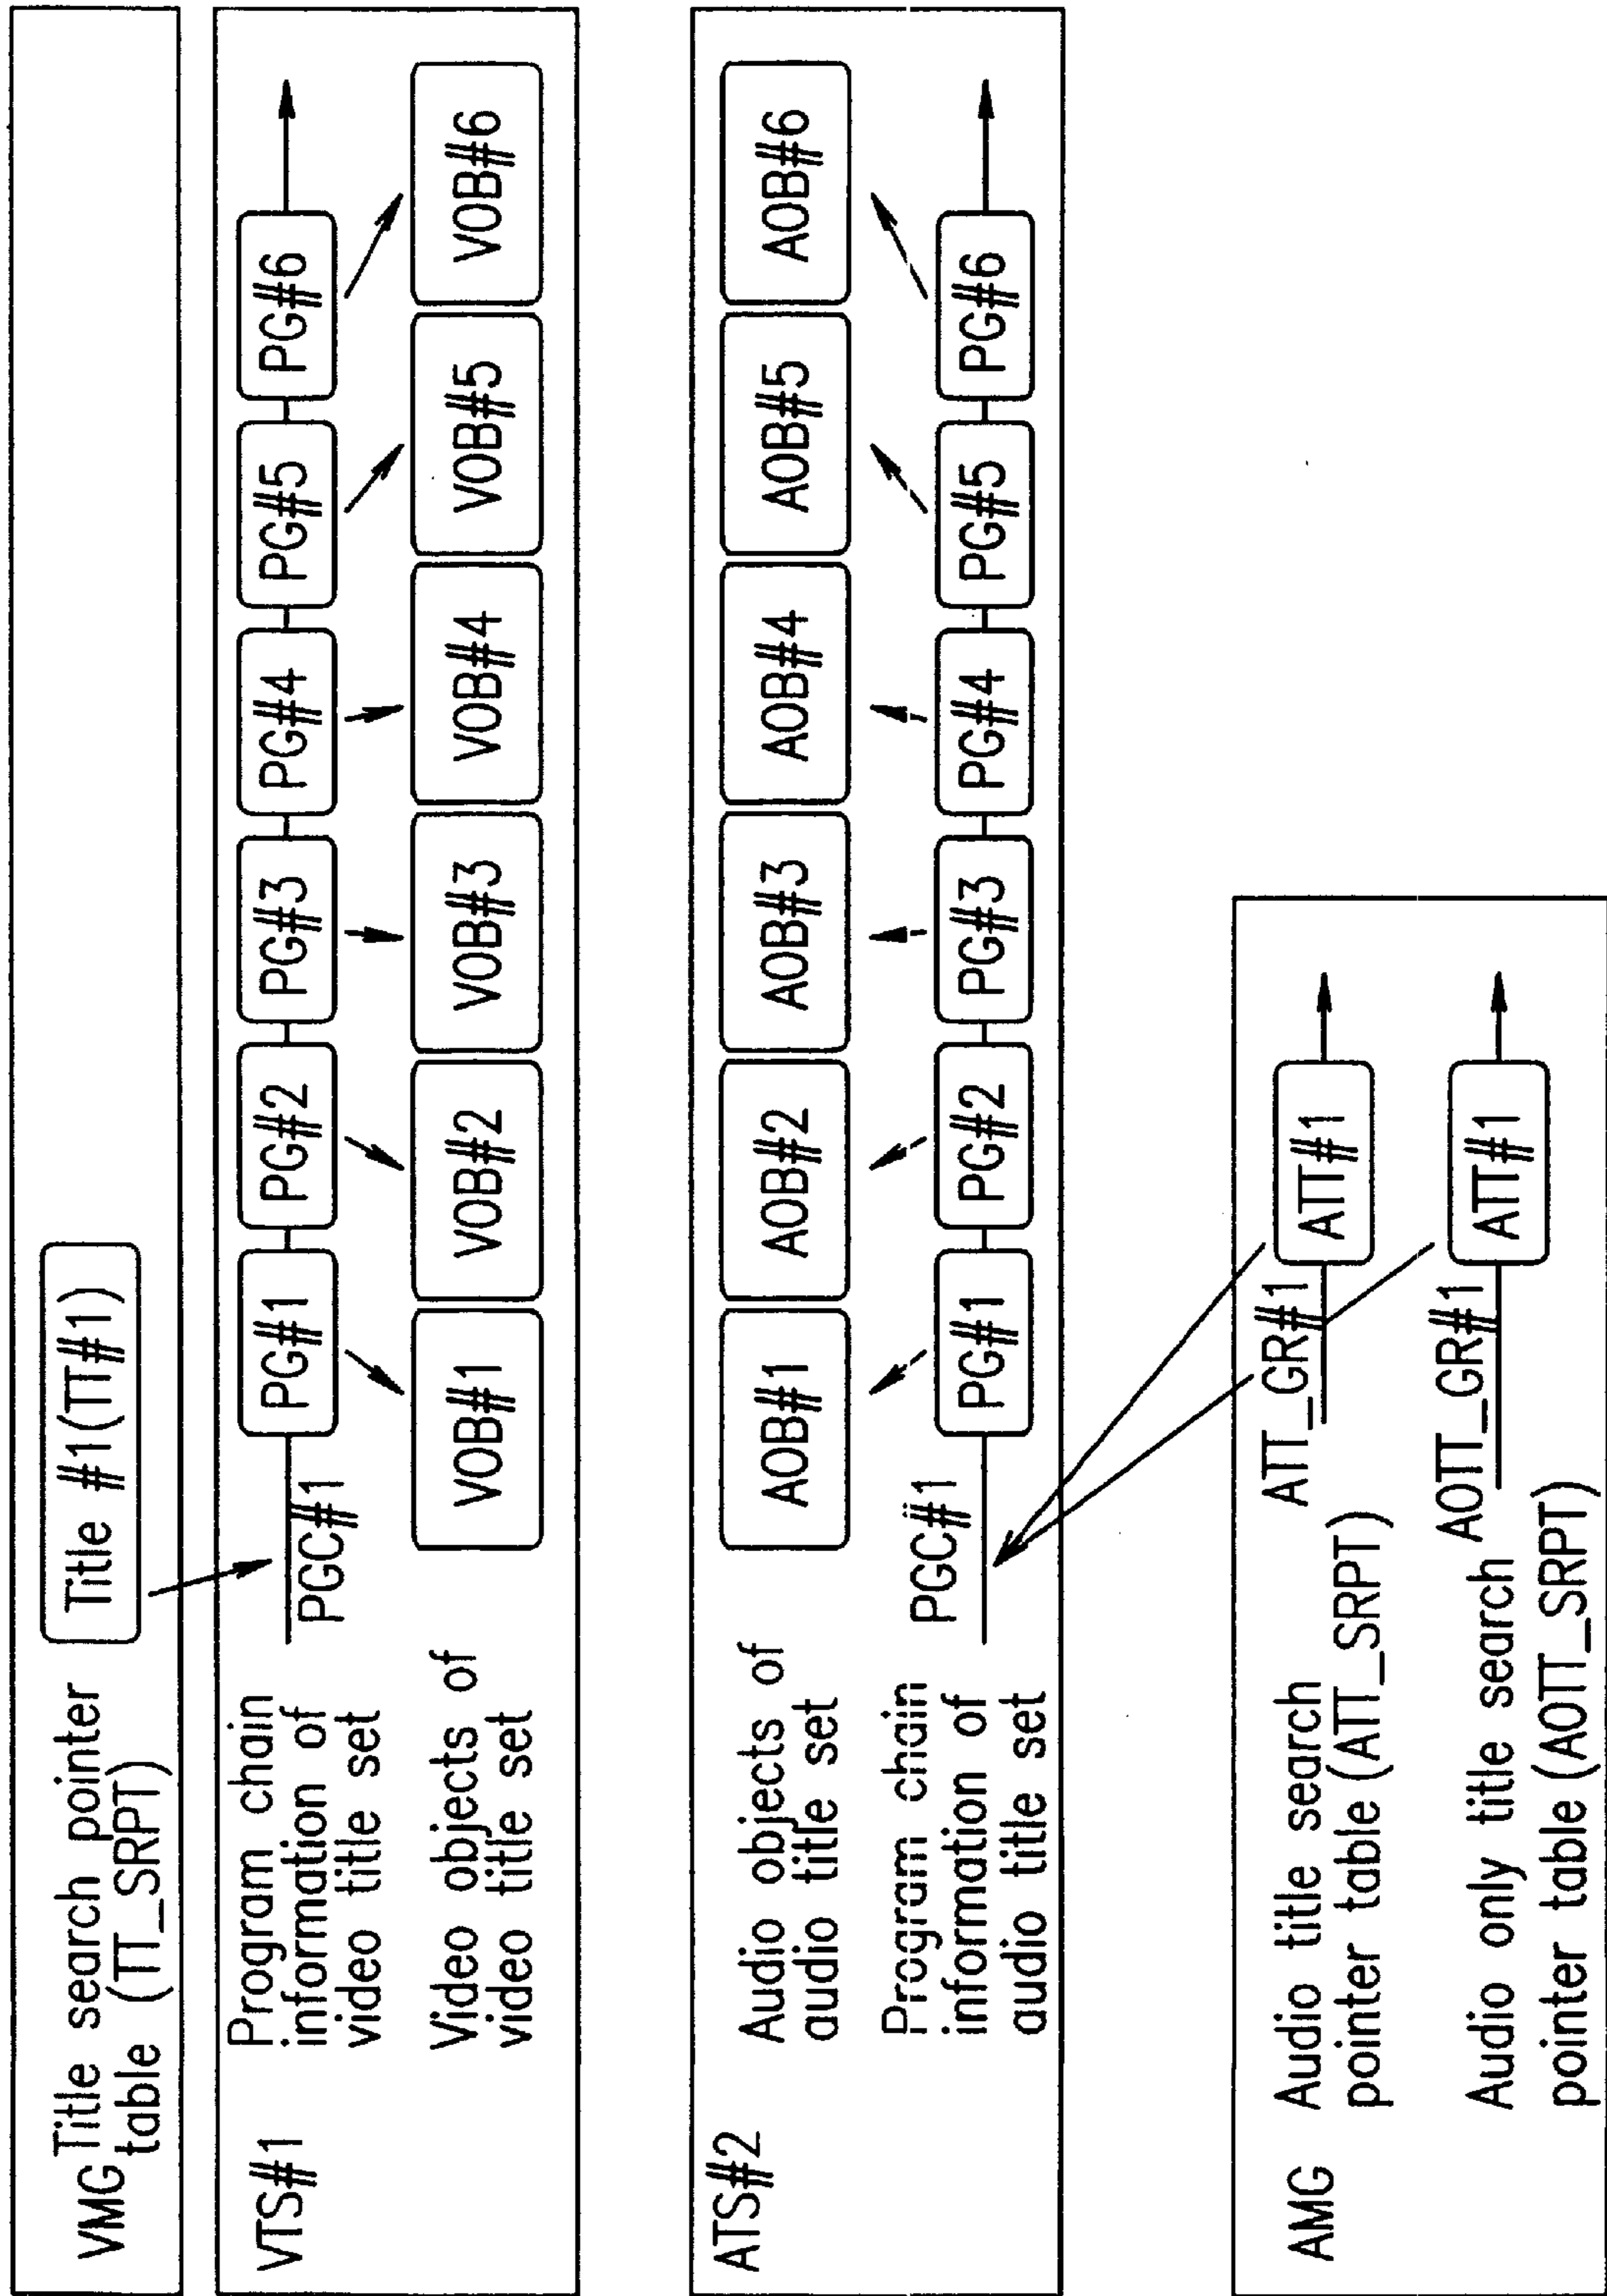 VMG Title search pointer
table (TT_SRPT)
Title #1(TT#1)
VTS#1
Program chain
information of
video title set
PGC#1
PG#1 PG#2 PG#3 PG#4 PG#5 PG#6
Video objects of
video title set
VOB#1 VOB#2 VOB#3 VOB#4 VOB#5 VOB#6
ATS#2
Audio objects of
audio title set
AOB#1 AOB#2 AOB#3 AOB#4 AOB#5 AOB#6
Program chain
information of
audio title set
PGC#1
PG#1 PG#2 PG#3 PG#4 PG#5 PG#6
AMG
Audio title search
pointer table (ATT_SRPT)
ATT_GR#1
ATT#1
Audio only title search
pointer table (AOTT_SRPT)
AOTT_GR#1
ATT#1